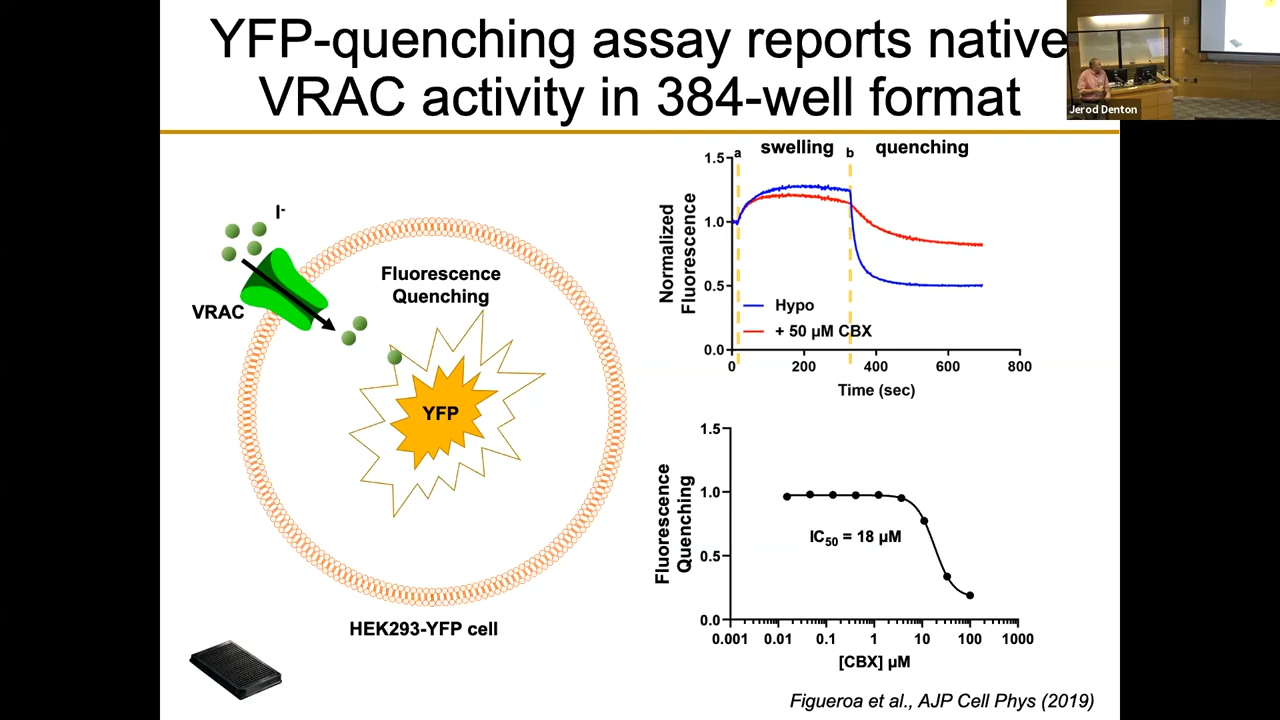 YFP-quenching assay reports native
VRAC activity in 384-well format
Jerod Denton
I-
VRAC
Fluorescence
Quenching
YFP
HEK293-YFP cell
a swelling b quenching
Normalized
Fluorescence
1.5
1.0
0.5
0.0
Hypo
+ 50 µM CBX
0 200 400 600 800
Time (sec)
Fluorescence
Quenching
1.5
1.0
0.5
0.0
IC50 = 18 µM
0.001 0.01 0.1 1 10 100 1000
[CBX] µM
Figueroa et al., AJP Cell Phys (2019)